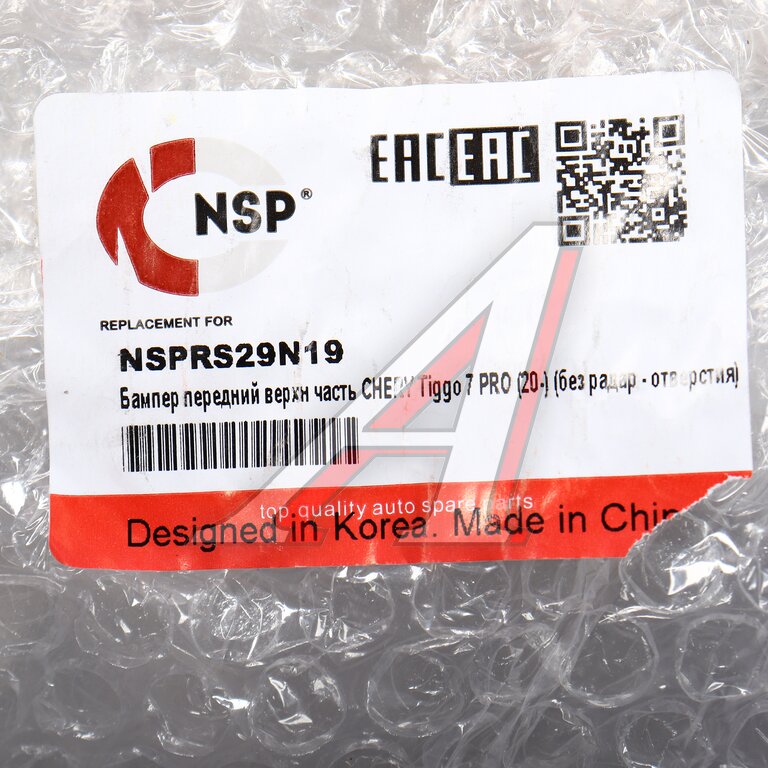 NSP®
EAC EAC
REPLACEMENT FOR
NSPRS29N19
Бампер передний верхн часть CHERY Tiggo 7 PRO (20-) (без радар - отверстия)
top quality auto spare parts
Designed in Korea. Made in Chin